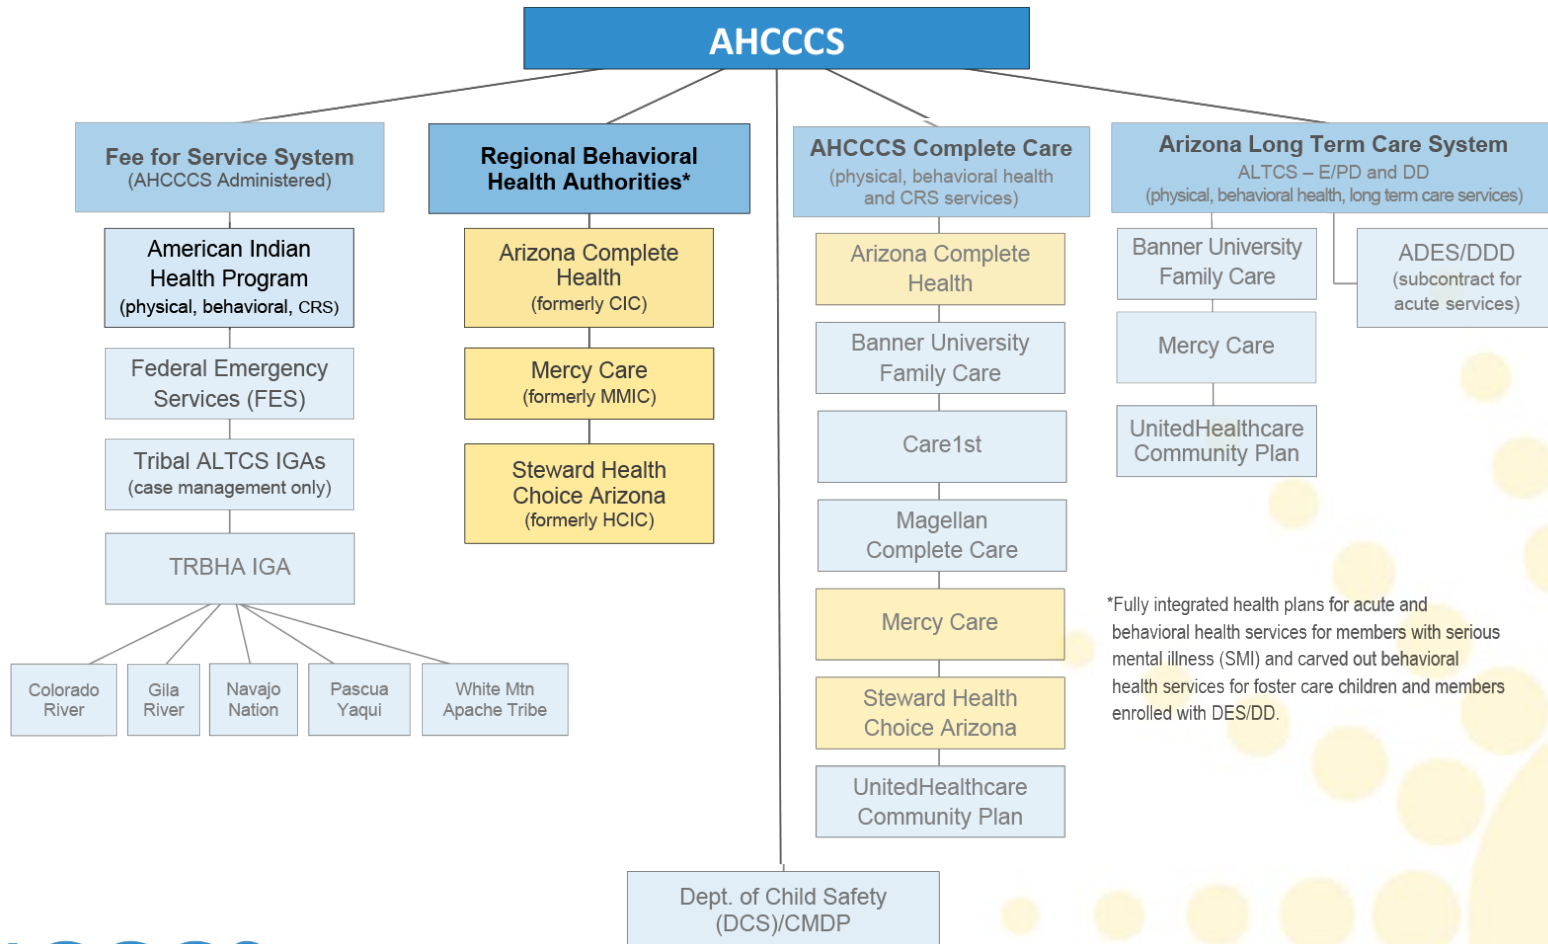 AHCCCS
Fee for Service System
(AHCCCS Administered)
American Indian
Health Program
(physical, behavioral, CRS)
Federal Emergency
Services (FES)
Tribal ALTCS IGAs
(case management only)
TRBHA IGA
Colorado
River
Gila
River
Navajo
Nation
Pascua
Yaqui
White Mtn
Apache Tribe
Regional Behavioral
Health Authorities*
Arizona Complete
Health
(formerly CIC)
Mercy Care
(formerly MMIC)
Steward Health
Choice Arizona
(formerly HCIC)
AHCCCS Complete Care
(physical, behavioral health
and CRS services)
Arizona Complete
Health
Banner University
Family Care
Care1st
Magellan
Complete Care
Mercy Care
Steward Health
Choice Arizona
UnitedHealthcare
Community Plan
Arizona Long Term Care System
ALTCS – E/PD and DD
(physical, behavioral health, long term care services)
Banner University
Family Care
Mercy Care
UnitedHealthcare
Community Plan
ADES/DDD
(subcontract for
acute services)
*Fully integrated health plans for acute and
behavioral health services for members with serious
mental illness (SMI) and carved out behavioral
health services for foster care children and members
enrolled with DES/DD.
Dept. of Child Safety
(DCS)/CMDP